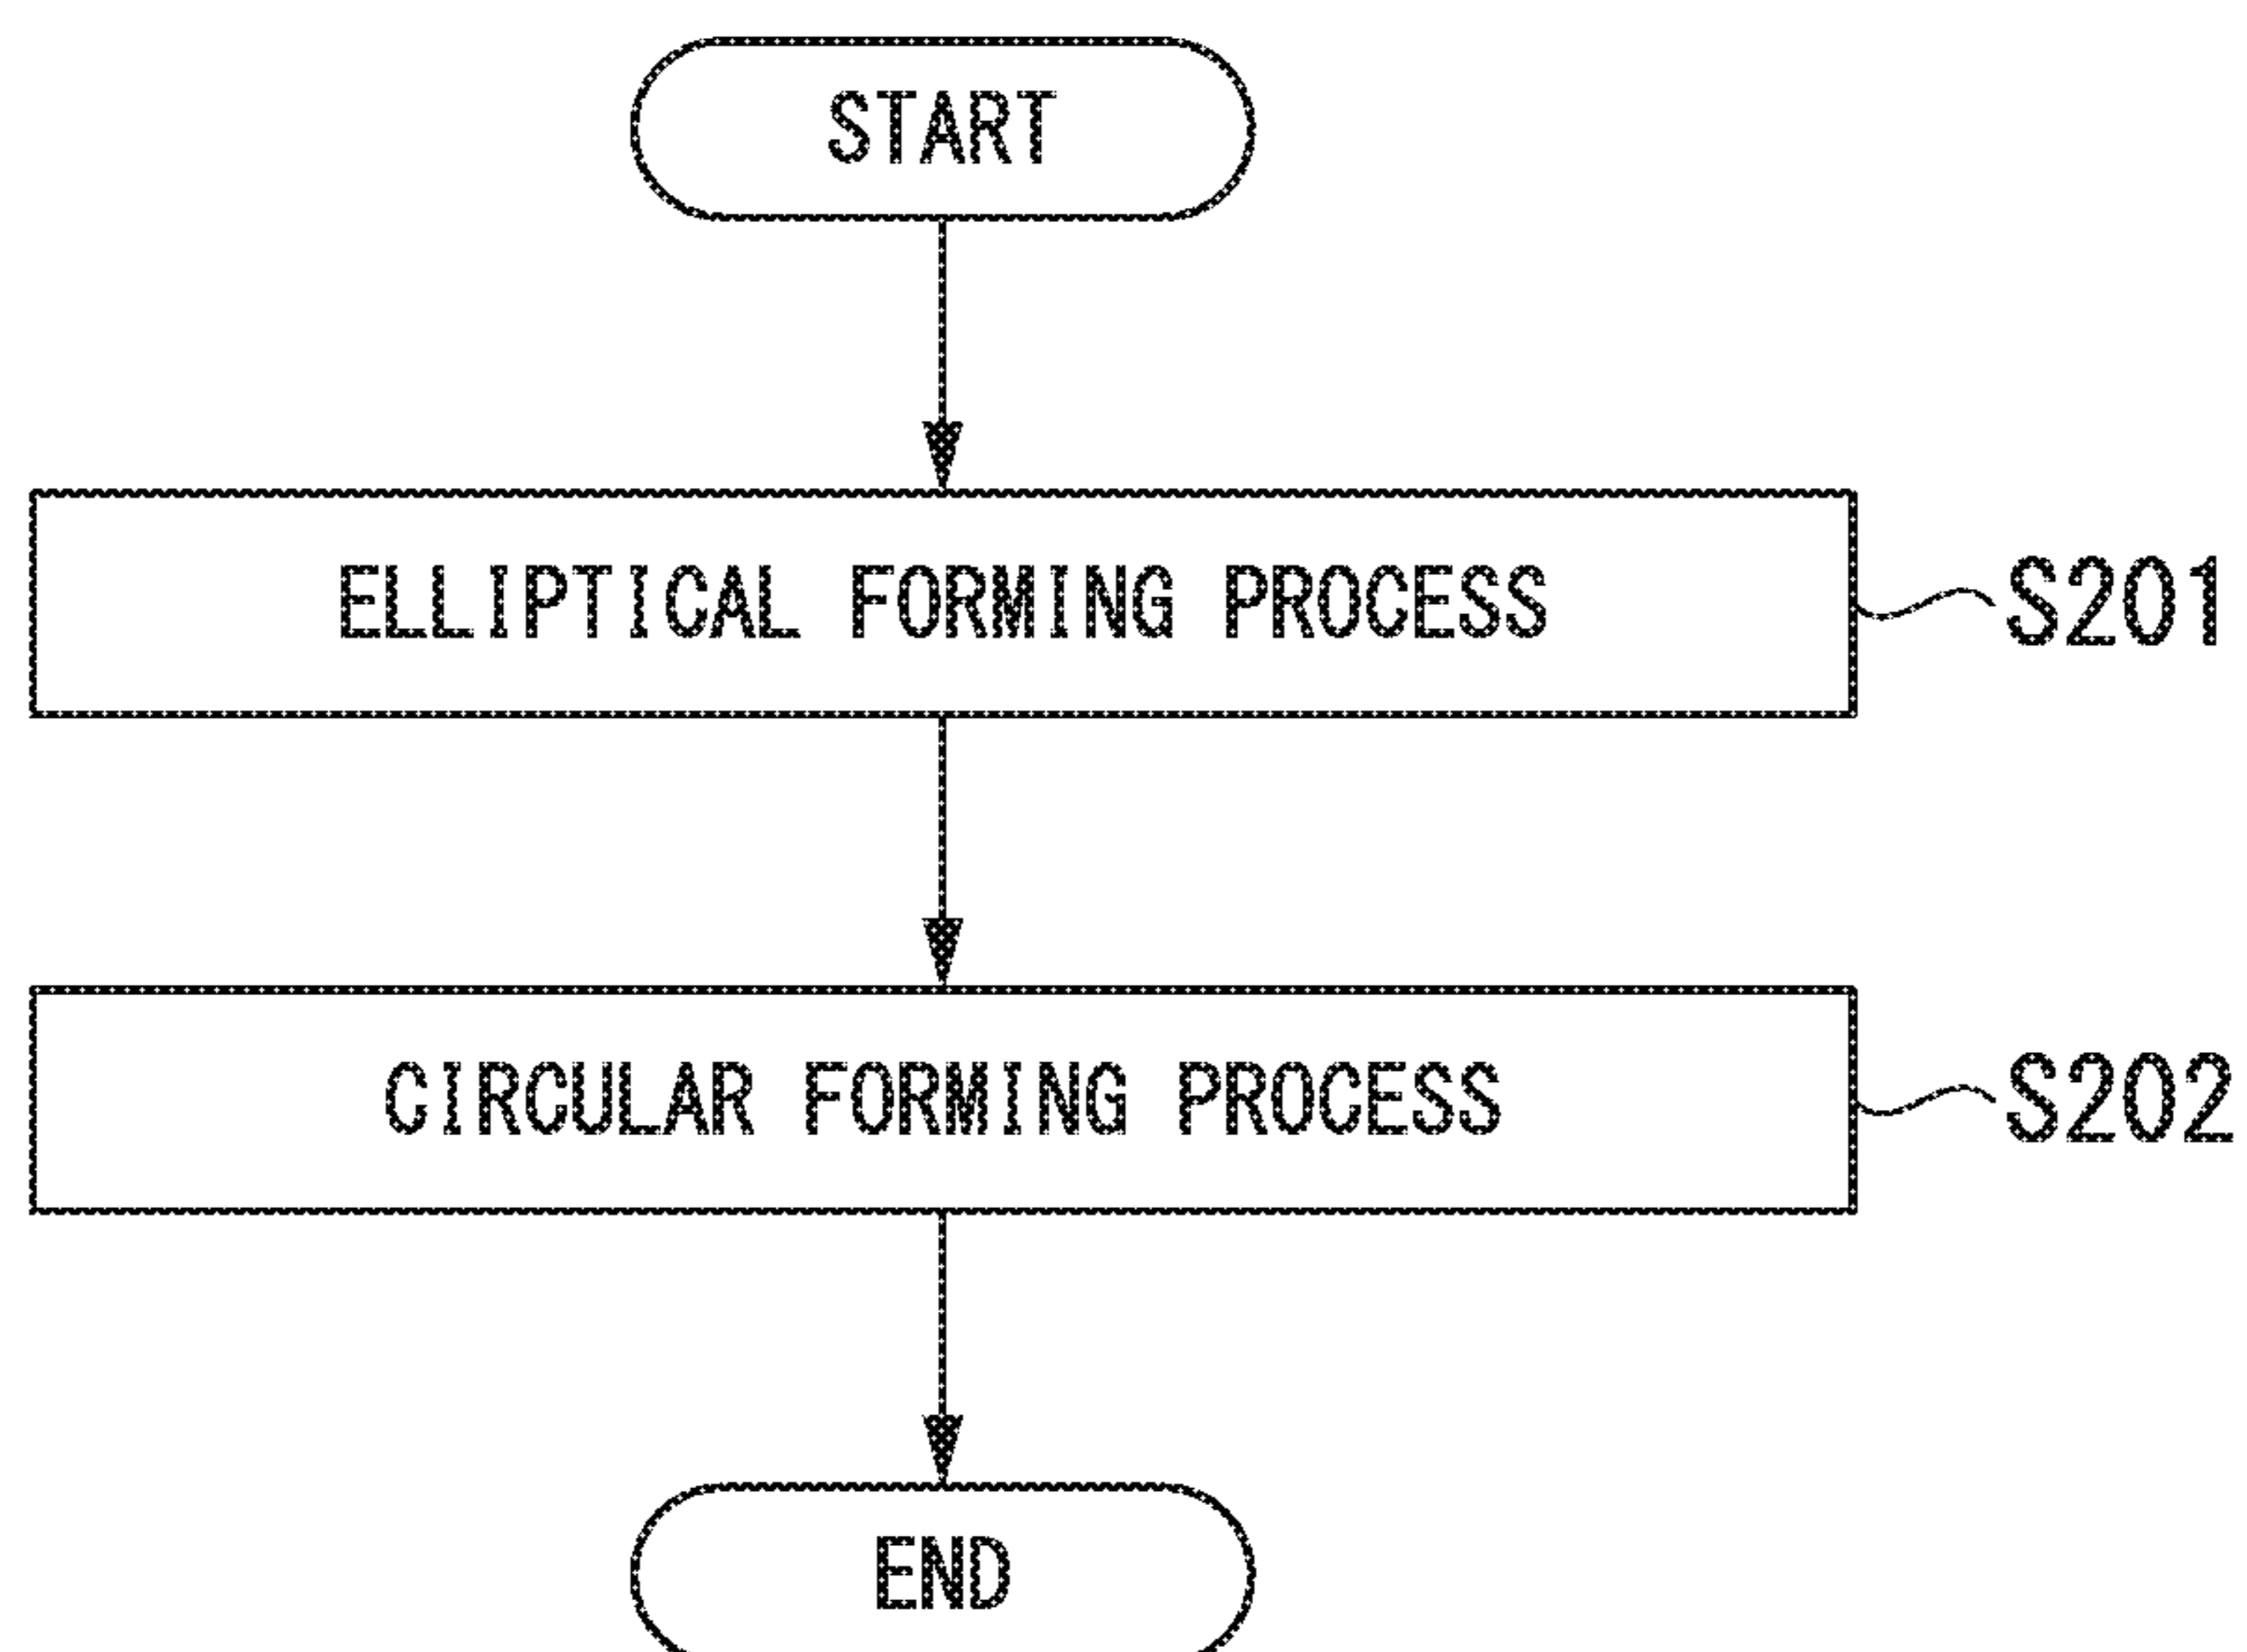 START
ELLIPTICAL FORMING PROCESS
S201
CIRCULAR FORMING PROCESS
S202
END